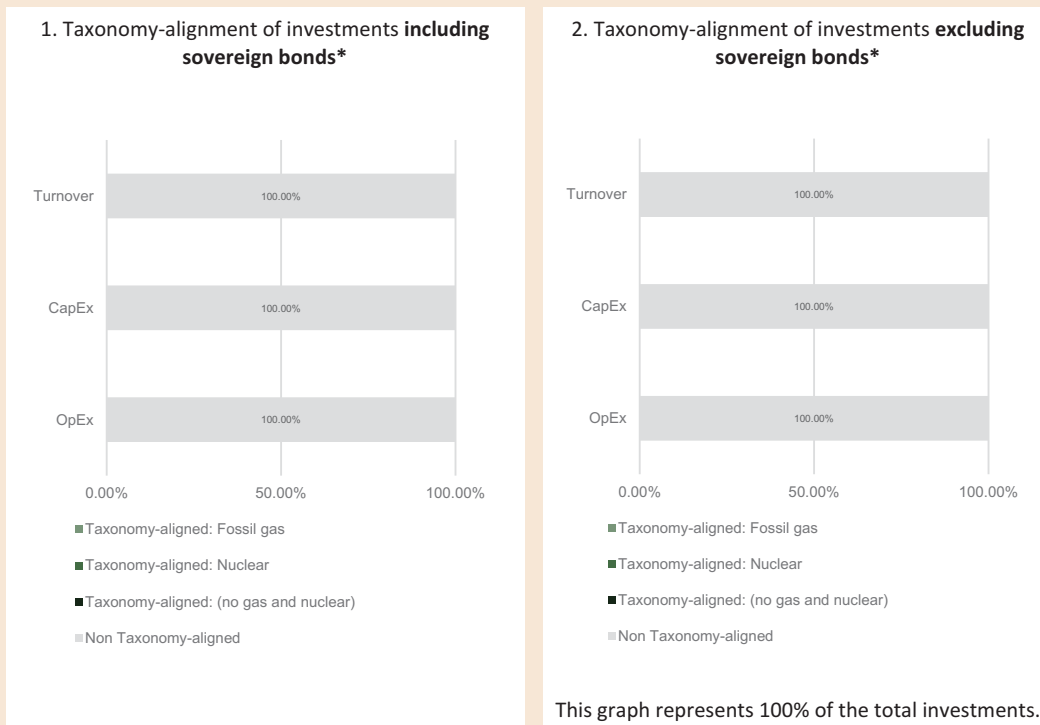 1. Taxonomy-alignment of investments including
sovereign bonds*
Turnover
100.00%
CapEx
100.00%
OpEx
100.00%
0.00% 50.00% 100.00%
Taxonomy-aligned: Fossil gas
Taxonomy-aligned: Nuclear
Taxonomy-aligned: (no gas and nuclear)
Non Taxonomy-aligned
2. Taxonomy-alignment of investments excluding
sovereign bonds*
Turnover
100.00%
CapEx
100.00%
OpEx
100.00%
0.00% 50.00% 100.00%
Taxonomy-aligned: Fossil gas
Taxonomy-aligned: Nuclear
Taxonomy-aligned: (no gas and nuclear)
Non Taxonomy-aligned
This graph represents 100% of the total investments.